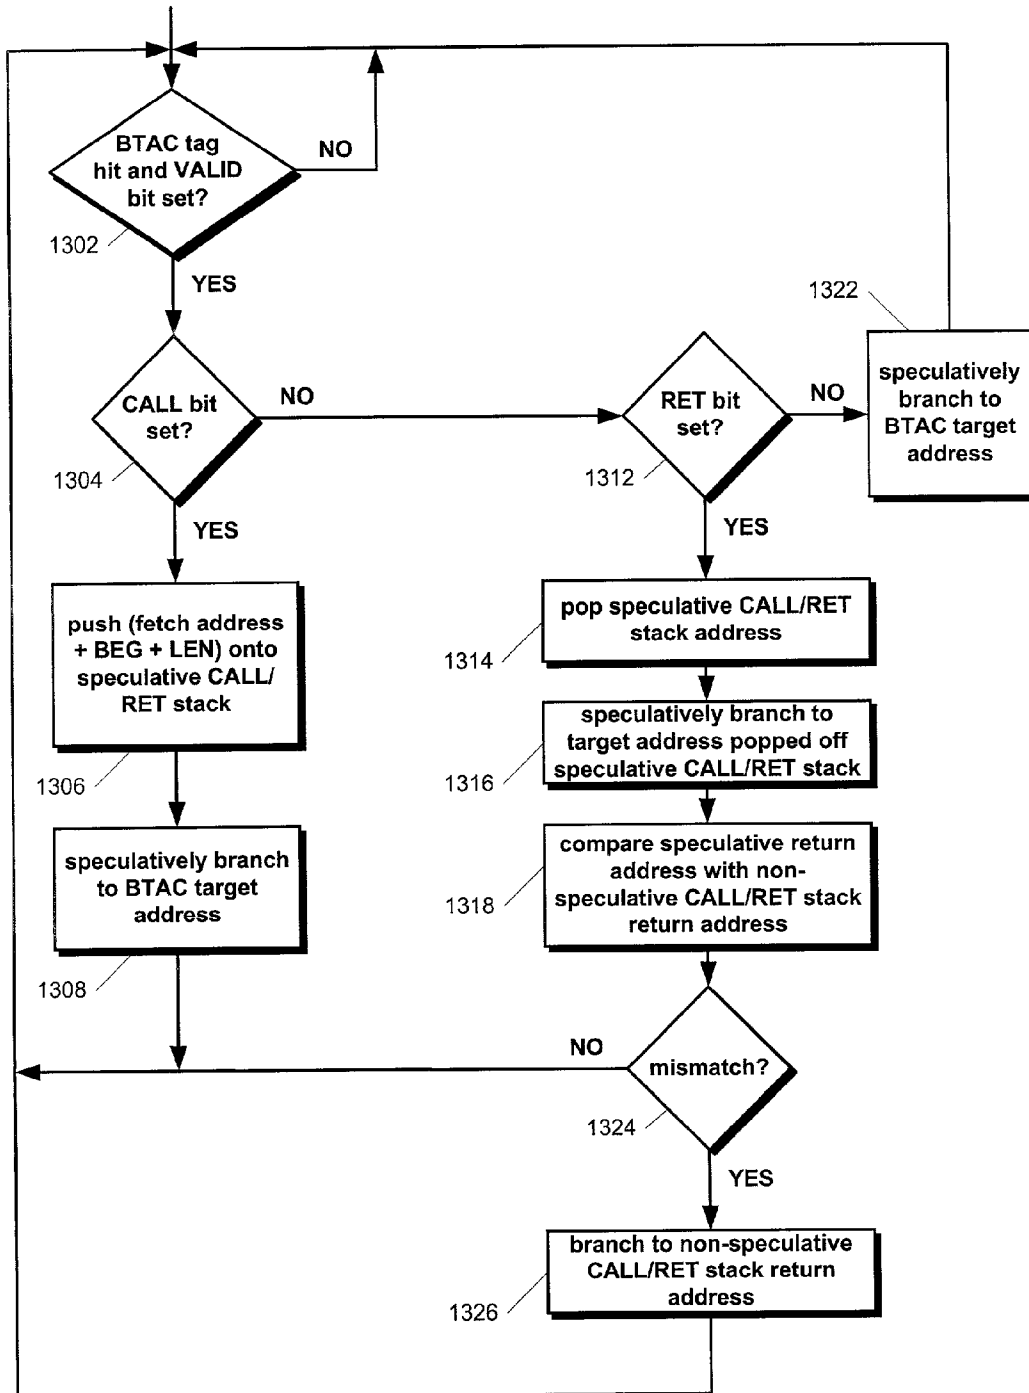 BTAC tag
hit and VALID
bit set?
NO
1302
YES
1322
CALL bit
set?
NO
1304
YES
RET bit
set?
NO
1312
YES
speculatively
branch to
BTAC target
address
push (fetch address
+ BEG + LEN) onto
speculative CALL/
RET stack
1306
pop speculative CALL/RET
stack address
1314
speculatively branch to
target address popped off
speculative CALL/RET stack
1316
speculatively branch
to BTAC target
address
1308
compare speculative return
address with non-
speculative CALL/RET stack
return address
1318
NO
mismatch?
1324
YES
branch to non-speculative
CALL/RET stack return
address
1326